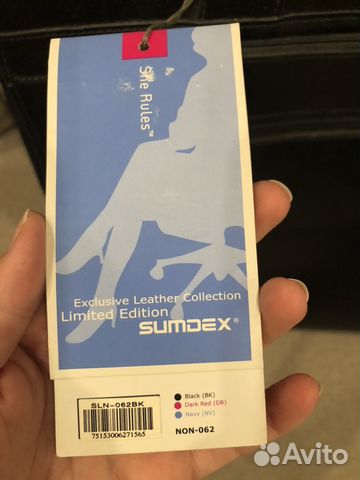 She Rules™
Exclusive Leather Collection
Limited Edition
SUMDEX®
SLN-062BK
75153006271565
Black (BK)
Dark Red (DR)
Navy (NV)
NON-062
Avito